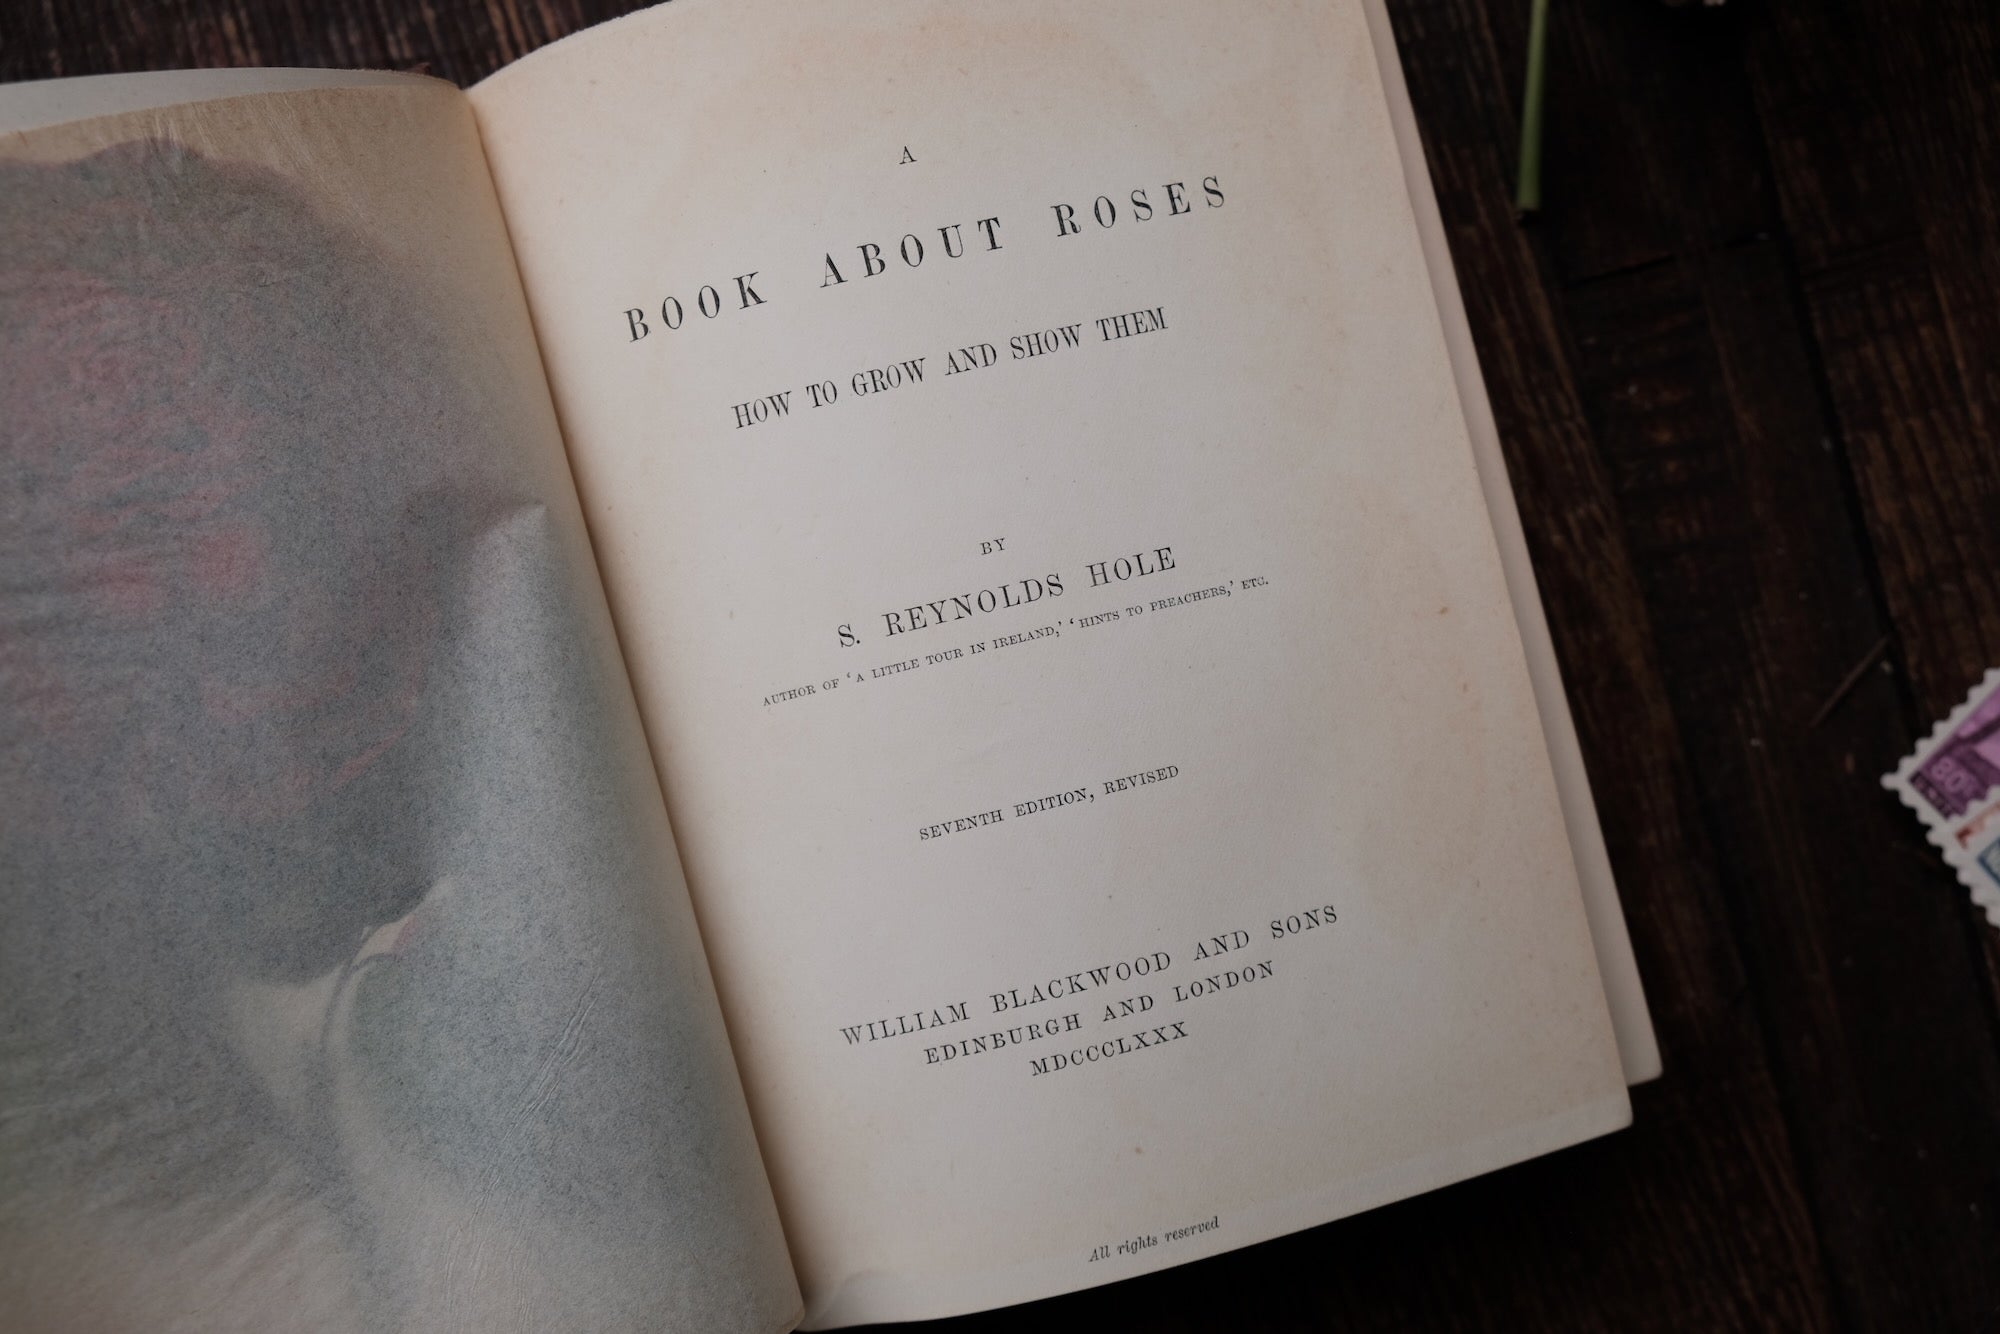 A
BOOK ABOUT ROSES
HOW TO GROW AND SHOW THEM
BY
S. REYNOLDS HOLE
AUTHOR OF ‘A LITTLE TOUR IN IRELAND,’ ‘HINTS TO PREACHERS,’ ETC.
SEVENTH EDITION, REVISED
WILLIAM BLACKWOOD AND SONS
EDINBURGH AND LONDON
MDCCCLXXX
All rights reserved